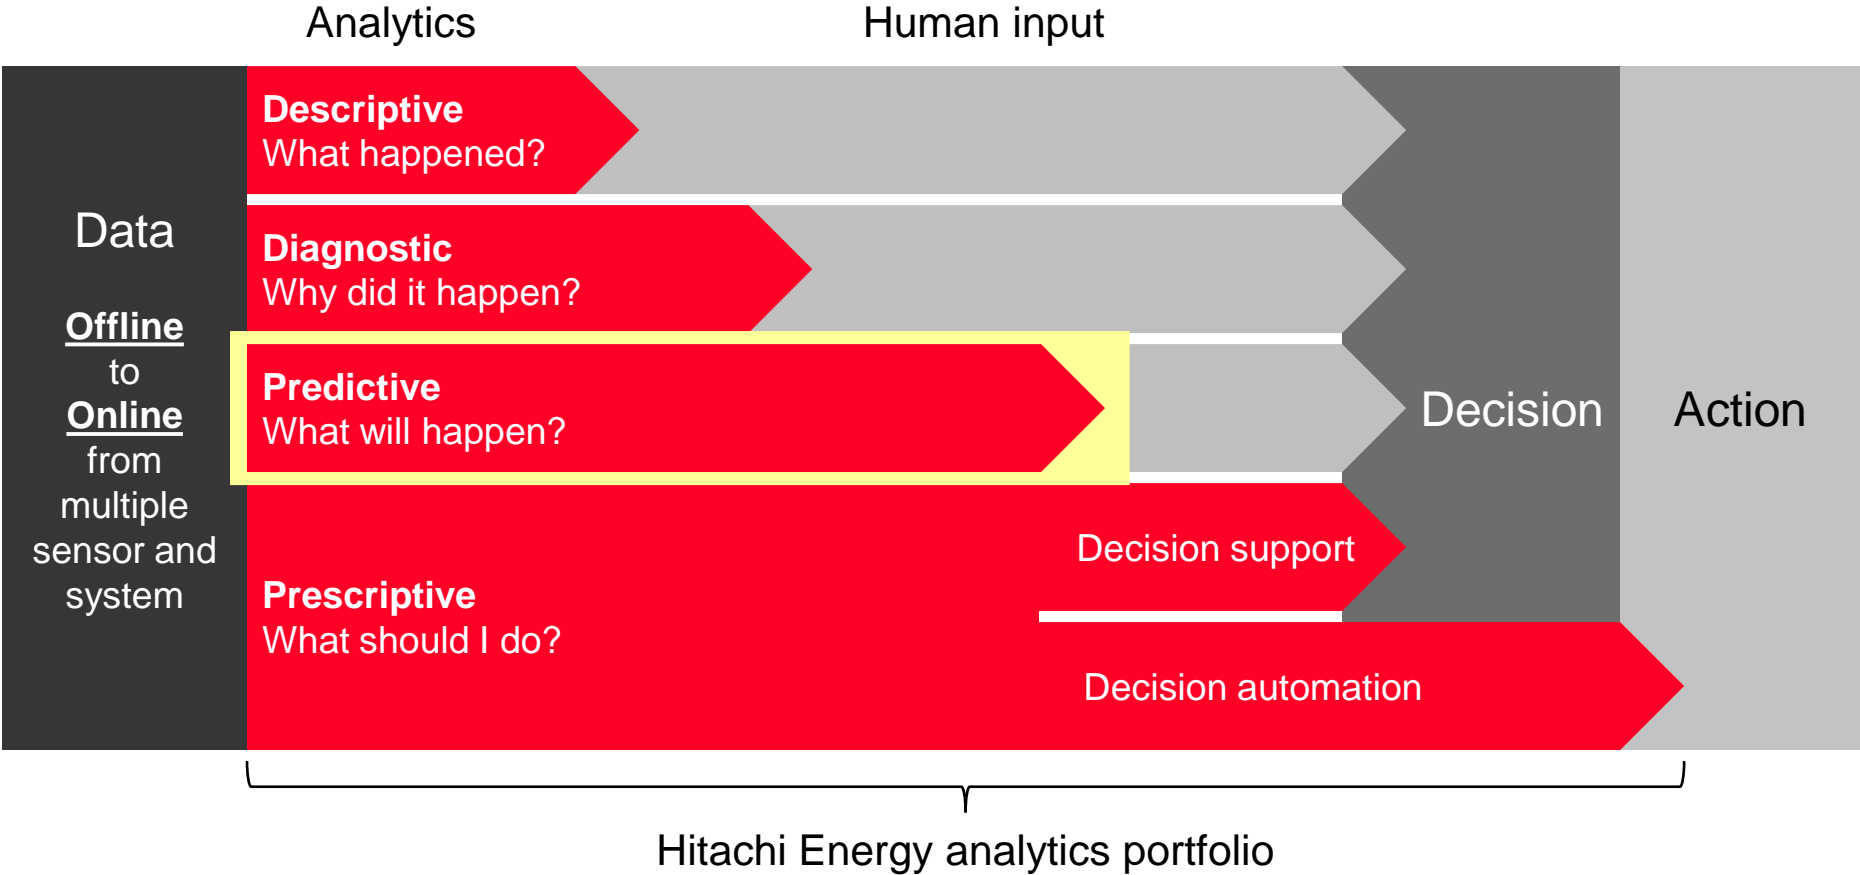 Analytics
Human input
Data
Offline
to
Online
from
multiple
sensor and
system
Descriptive
What happened?
Diagnostic
Why did it happen?
Predictive
What will happen?
Prescriptive
What should I do?
Decision support
Decision automation
Decision
Action
Hitachi Energy analytics portfolio